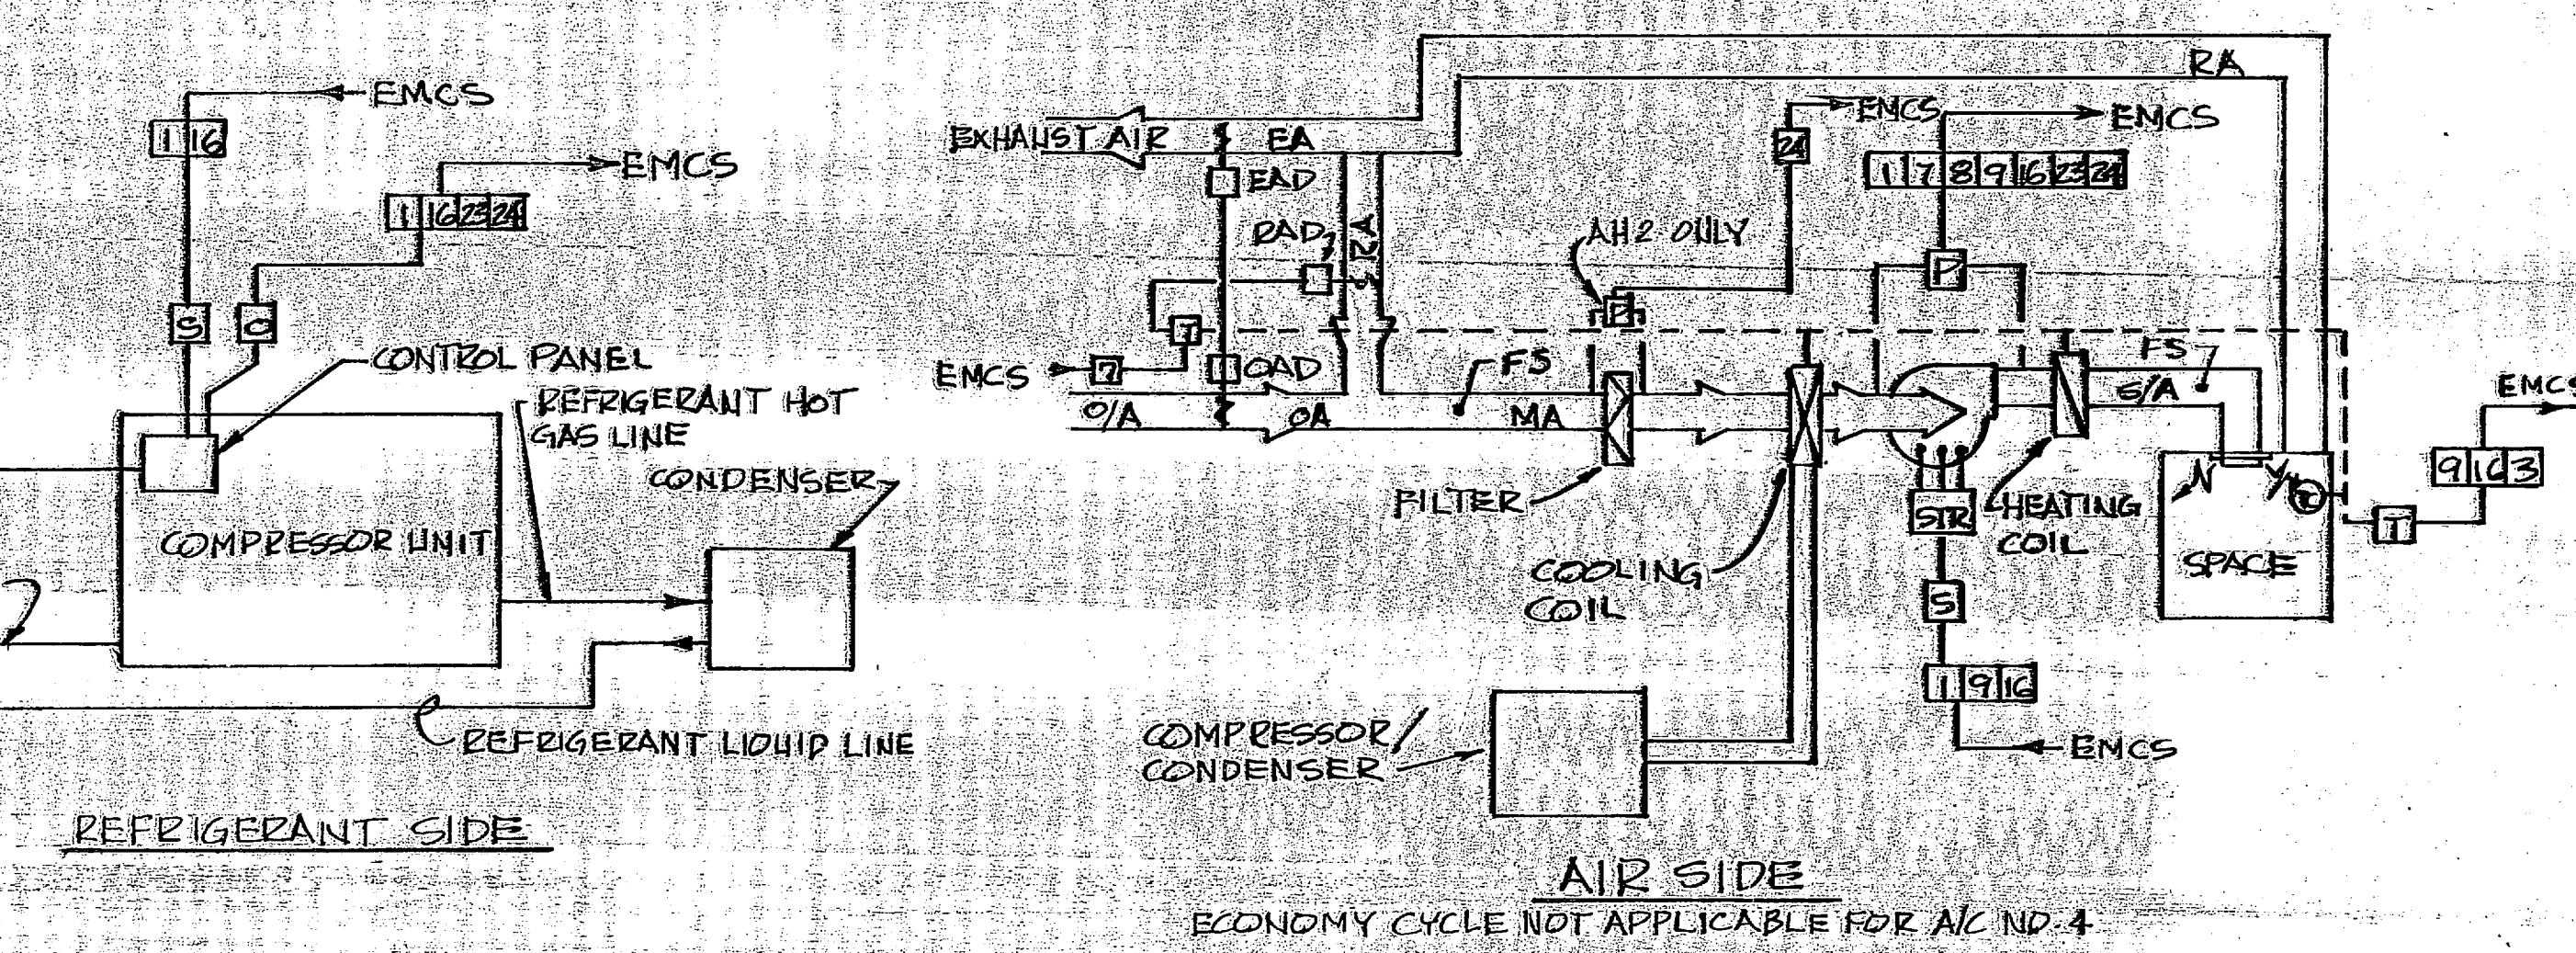 EMCS
1 16
EMCS
1 16 23 24
S
C
CONTROL PANEL
REFRIGERANT HOT
GAS LINE
CONDENSER
COMPRESSOR UNIT
REFRIGERANT LIQUID LINE
REFRIGERANT SIDE
RA
EXHAUST AIR
EA
EAD
RAD
24
EMCS
EMCS
1 7 8 9 16 23 24
AH2 ONLY
P
P
T
EMCS
7
OAD
O/A
OA
FS
MA
FS
S/A
FILTER
COOLING
COIL
STR
HEATING
COIL
S
1 9 16
EMCS
SPACE
T
9 16 3
EMCS
COMPRESSOR/
CONDENSER
AIR SIDE
ECONOMY CYCLE NOT APPLICABLE FOR A/C NO. 4